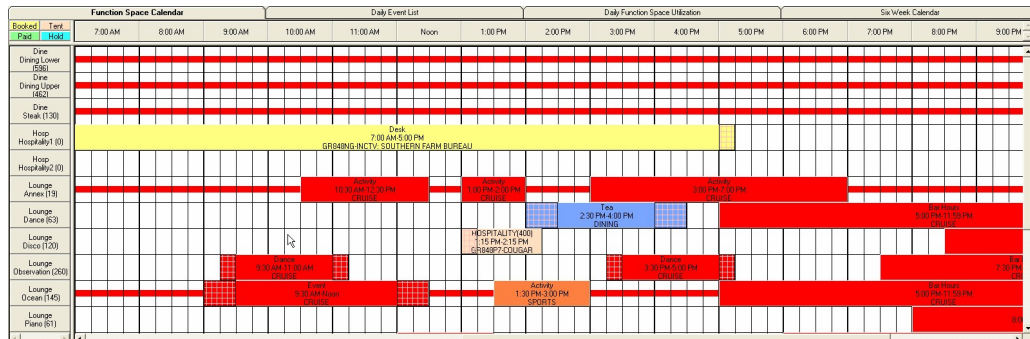 Function Space Calendar
Daily Event List
Daily Function Space Utilization
Six Week Calendar
Booked Tent
Paid Hold
7:00 AM 8:00 AM 9:00 AM 10:00 AM 11:00 AM Noon 1:00 PM 2:00 PM 3:00 PM 4:00 PM 5:00 PM 6:00 PM 7:00 PM 8:00 PM 9:00 PM
Dine
Dining Lower
(596)
Dine
Dining Upper
(462)
Dine
Steak (130)
Hosp
Hospitality1 (0)
Desk
7:00 AM-5:00 PM
GR848NG-INCTV: SOUTHERN FARM BUREAU
Hosp
Hospitality2 (0)
Lounge
Annex (19)
Activity
10:30 AM-12:30 PM
CRUISE
Activity
1:00 PM-2:00 PM
CRUISE
Activity
3:00 PM-7:00 PM
CRUISE
Lounge
Dance (63)
Tea
2:30 PM-4:00 PM
DINING
Bar Hours
5:00 PM-11:59 PM
CRUISE
Lounge
Disco (120)
HOSPITALITY(400)
1:15 PM-2:15 PM
GR848P7-COUGAR
Lounge
Observation (260)
Dance
9:30 AM-11:00 AM
CRUISE
Dance
3:30 PM-5:00 PM
CRUISE
Bar
7:30 PM
CR
Lounge
Ocean (145)
Event
9:30 AM-Noon
CRUISE
Activity
1:30 PM-3:00 PM
SPORTS
Bar Hours
5:00 PM-11:59 PM
CRUISE
Lounge
Piano (61)